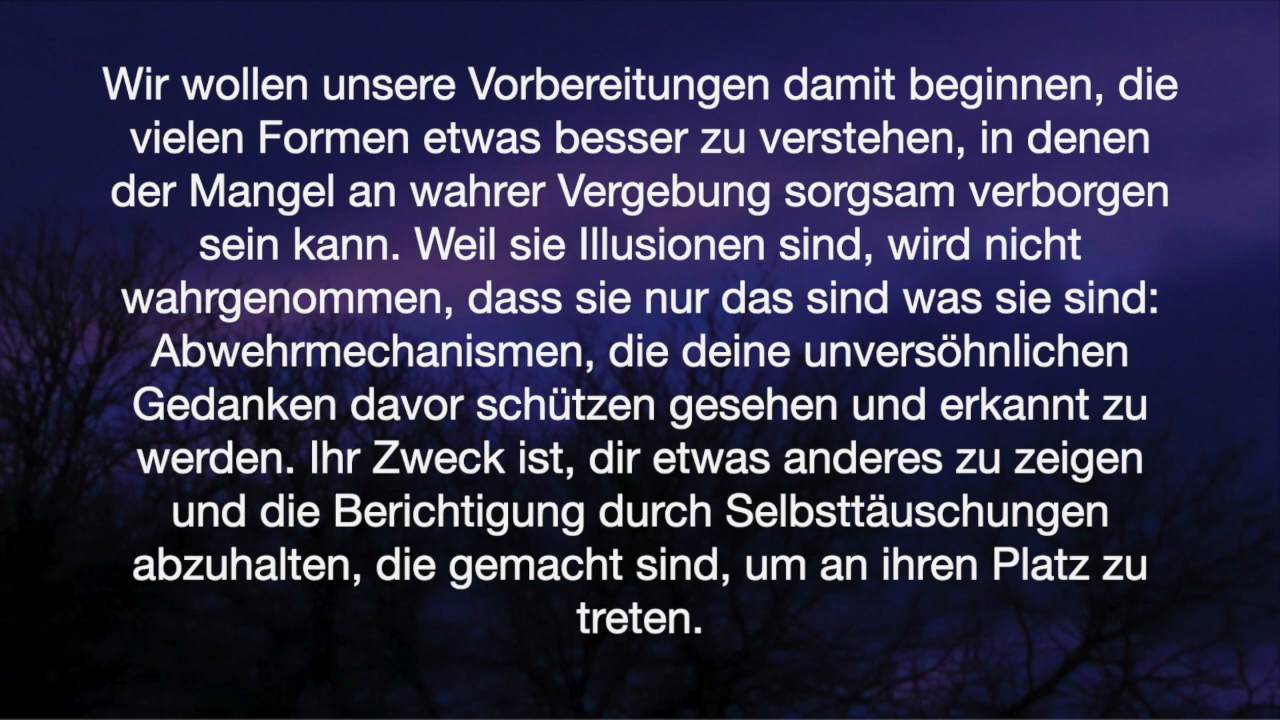 Wir wollen unsere Vorbereitungen damit beginnen, die
vielen Formen etwas besser zu verstehen, in denen
der Mangel an wahrer Vergebung sorgsam verborgen
sein kann. Weil sie Illusionen sind, wird nicht
wahrgenommen, dass sie nur das sind was sie sind:
Abwehrmechanismen, die deine unversöhnlichen
Gedanken davor schützen gesehen und erkannt zu
werden. Ihr Zweck ist, dir etwas anderes zu zeigen
und die Berichtigung durch Selbsttäuschungen
abzuhalten, die gemacht sind, um an ihren Platz zu
treten.